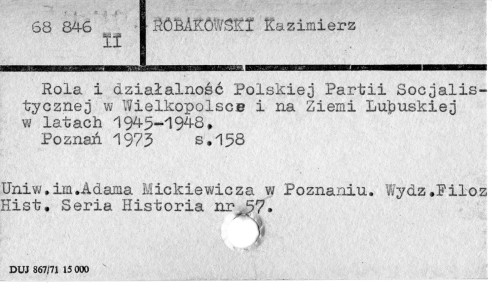 68 846
II
ROBAKOWSKI Kazimierz
Rola i działalność Polskiej Partii Socjalis-
tycznej w Wielkopolsce i na Ziemi Lubuskiej
w latach 1945-1948.
Poznań 1973 s.158
Uniw.im.Adama Mickiewicza w Poznaniu. Wydz.Filoz
Hist. Seria Historia nr 57.
DUJ 867/71 15 000